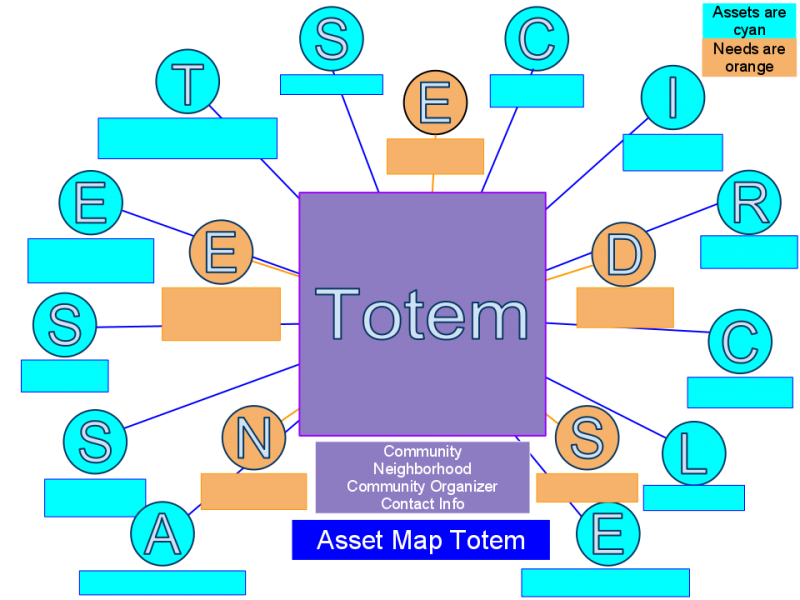 S
C
Assets are
cyan
Needs are
orange
T
E
I
E
R
E
D
Totem
S
C
S
N
S
L
Community
Neighborhood
Community Organizer
Contact Info
A
E
Asset Map Totem